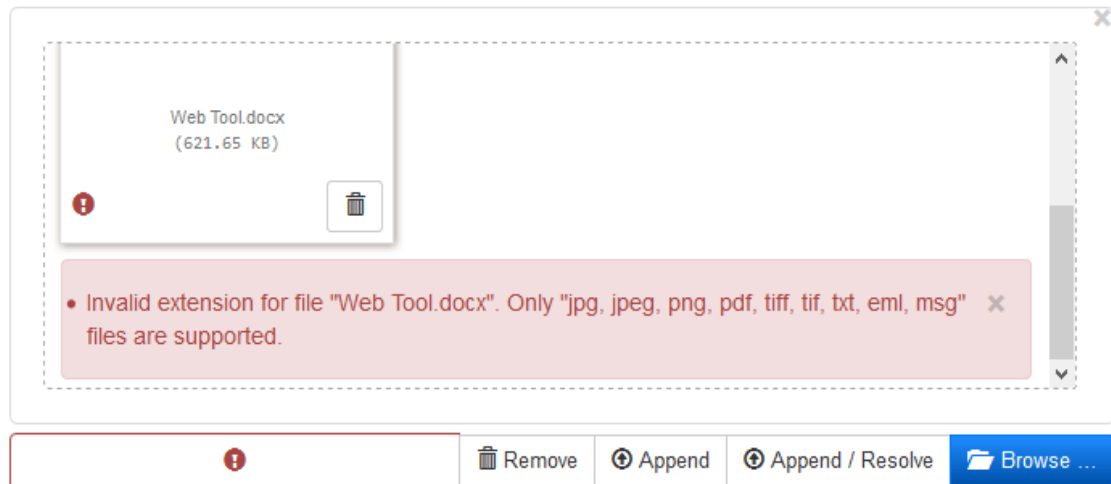 Web Tool.docx
(621.65 KB)
Invalid extension for file "Web Tool.docx". Only "jpg, jpeg, png, pdf, tiff, tif, txt, eml, msg"
files are supported.
Remove
Append
Append / Resolve
Browse ...